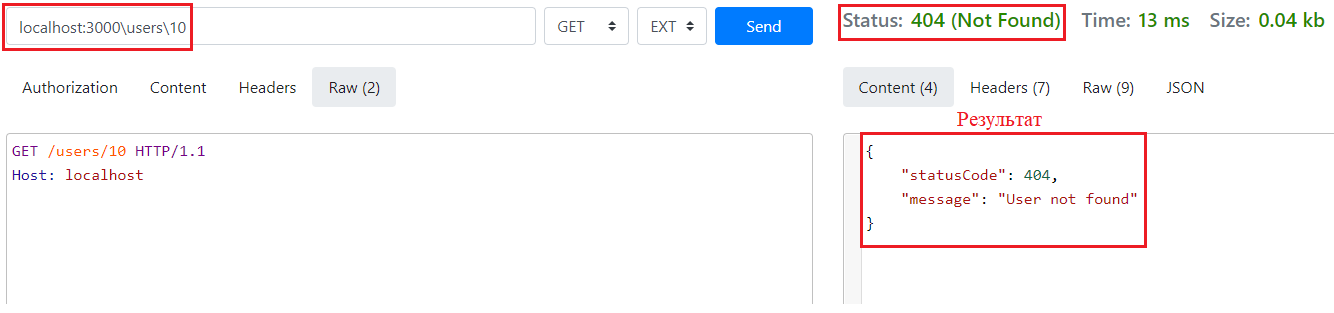 localhost:3000\users\10 GET EXT Send
Status: 404 (Not Found) Time: 13 ms Size: 0.04 kb
Authorization Content Headers Raw (2)
Content (4) Headers (7) Raw (9) JSON
GET /users/10 HTTP/1.1
Host: localhost
Результат
{
    "statusCode": 404,
    "message": "User not found"
}